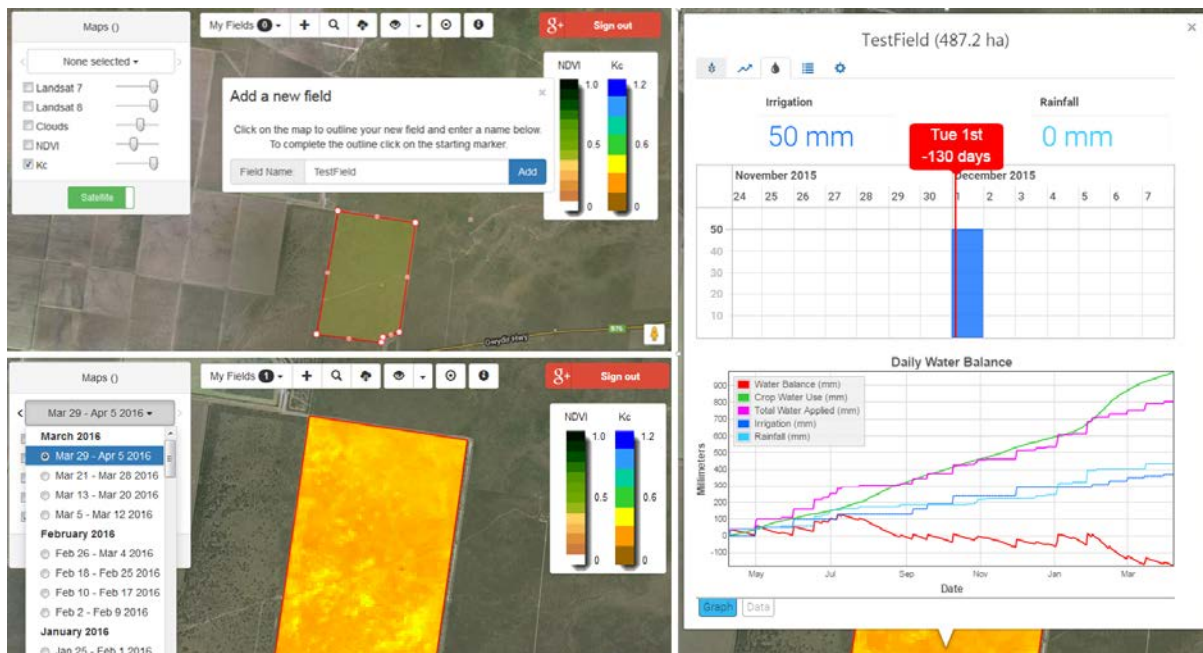 Maps ()
None selected
Landsat 7
Landsat 8
Clouds
NDVI
Kc
Satellite
My Fields 0
g+ Sign out
Add a new field
Click on the map to outline your new field and enter a name below.
To complete the outline click on the starting marker.
Field Name TestField Add
NDVI Kc
1.0 1.2
0.5 0.6
0 0
Gwydir Hwy
B76
Maps ()
Mar 29 - Apr 5 2016
March 2016
Mar 29 - Apr 5 2016
Mar 21 - Mar 28 2016
Mar 13 - Mar 20 2016
Mar 5 - Mar 12 2016
February 2016
Feb 26 - Mar 4 2016
Feb 18 - Feb 25 2016
Feb 10 - Feb 17 2016
Feb 2 - Feb 9 2016
January 2016
Jan 25 - Feb 1 2016
My Fields 1
g+ Sign out
NDVI Kc
1.0 1.2
0.5 0.6
0 0
TestField (487.2 ha)
Irrigation Rainfall
50 mm 0 mm
Tue 1st
-130 days
November 2015 December 2015
24 25 26 27 28 29 30 1 2 3 4 5 6 7
50
40
30
20
10
Daily Water Balance
Water Balance (mm)
Crop Water Use (mm)
Total Water Applied (mm)
Irrigation (mm)
Rainfall (mm)
Millimeters
900
800
700
600
500
400
300
200
100
0
-100
May Jul Sep Nov Jan Mar
Date
Graph Data